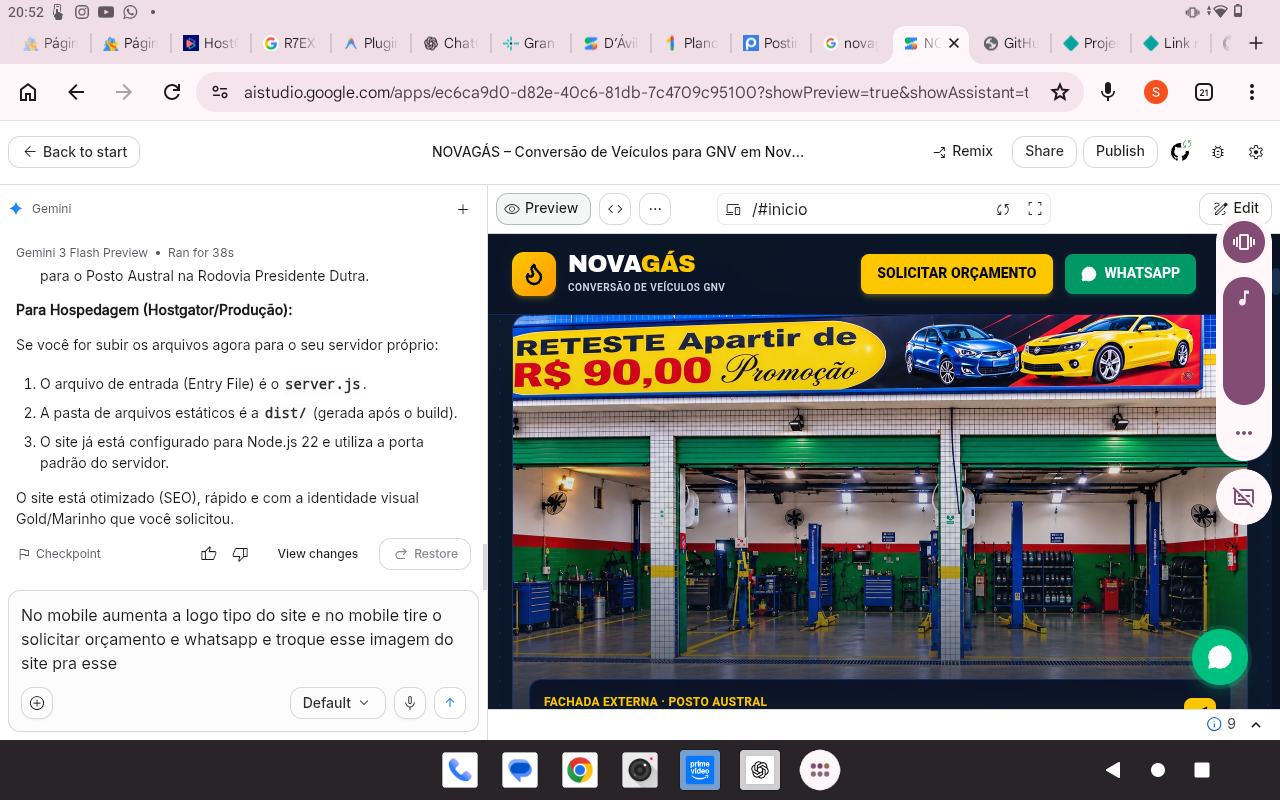 20:52
Págin
Págin
Host
R7EX
Plugin
Chat
Gran
D'Ávil
Plano
Postir
nova
GitHu
Proje
Link
aistudio.google.com/apps/ec6ca9d0-d82e-40c6-81db-7c4709c95100?showPreview=true&showAssistant=t
S
21
Back to start
NOVAGÁS – Conversão de Veículos para GNV em Nov...
Remix
Share
Publish
Gemini
Preview
/#inicio
Edit
Gemini 3 Flash Preview • Ran for 38s
para o Posto Austral na Rodovia Presidente Dutra.
Para Hospedagem (Hostgator/Produção):
Se você for subir os arquivos agora para o seu servidor próprio:
1. O arquivo de entrada (Entry File) é o server.js.
2. A pasta de arquivos estáticos é a dist/ (gerada após o build).
3. O site já está configurado para Node.js 22 e utiliza a porta
padrão do servidor.
O site está otimizado (SEO), rápido e com a identidade visual
Gold/Marinho que você solicitou.
Checkpoint
View changes
Restore
No mobile aumenta a logo tipo do site e no mobile tire o
solicitar orçamento e whatsapp e troque esse imagem do
site pra esse
Default
NOVAGÁS
CONVERSÃO DE VEÍCULOS GNV
SOLICITAR ORÇAMENTO
WHATSAPP
RETESTE Apartir de
R$ 90,00 Promoção
FACHADA EXTERNA · POSTO AUSTRAL
9
prime
video